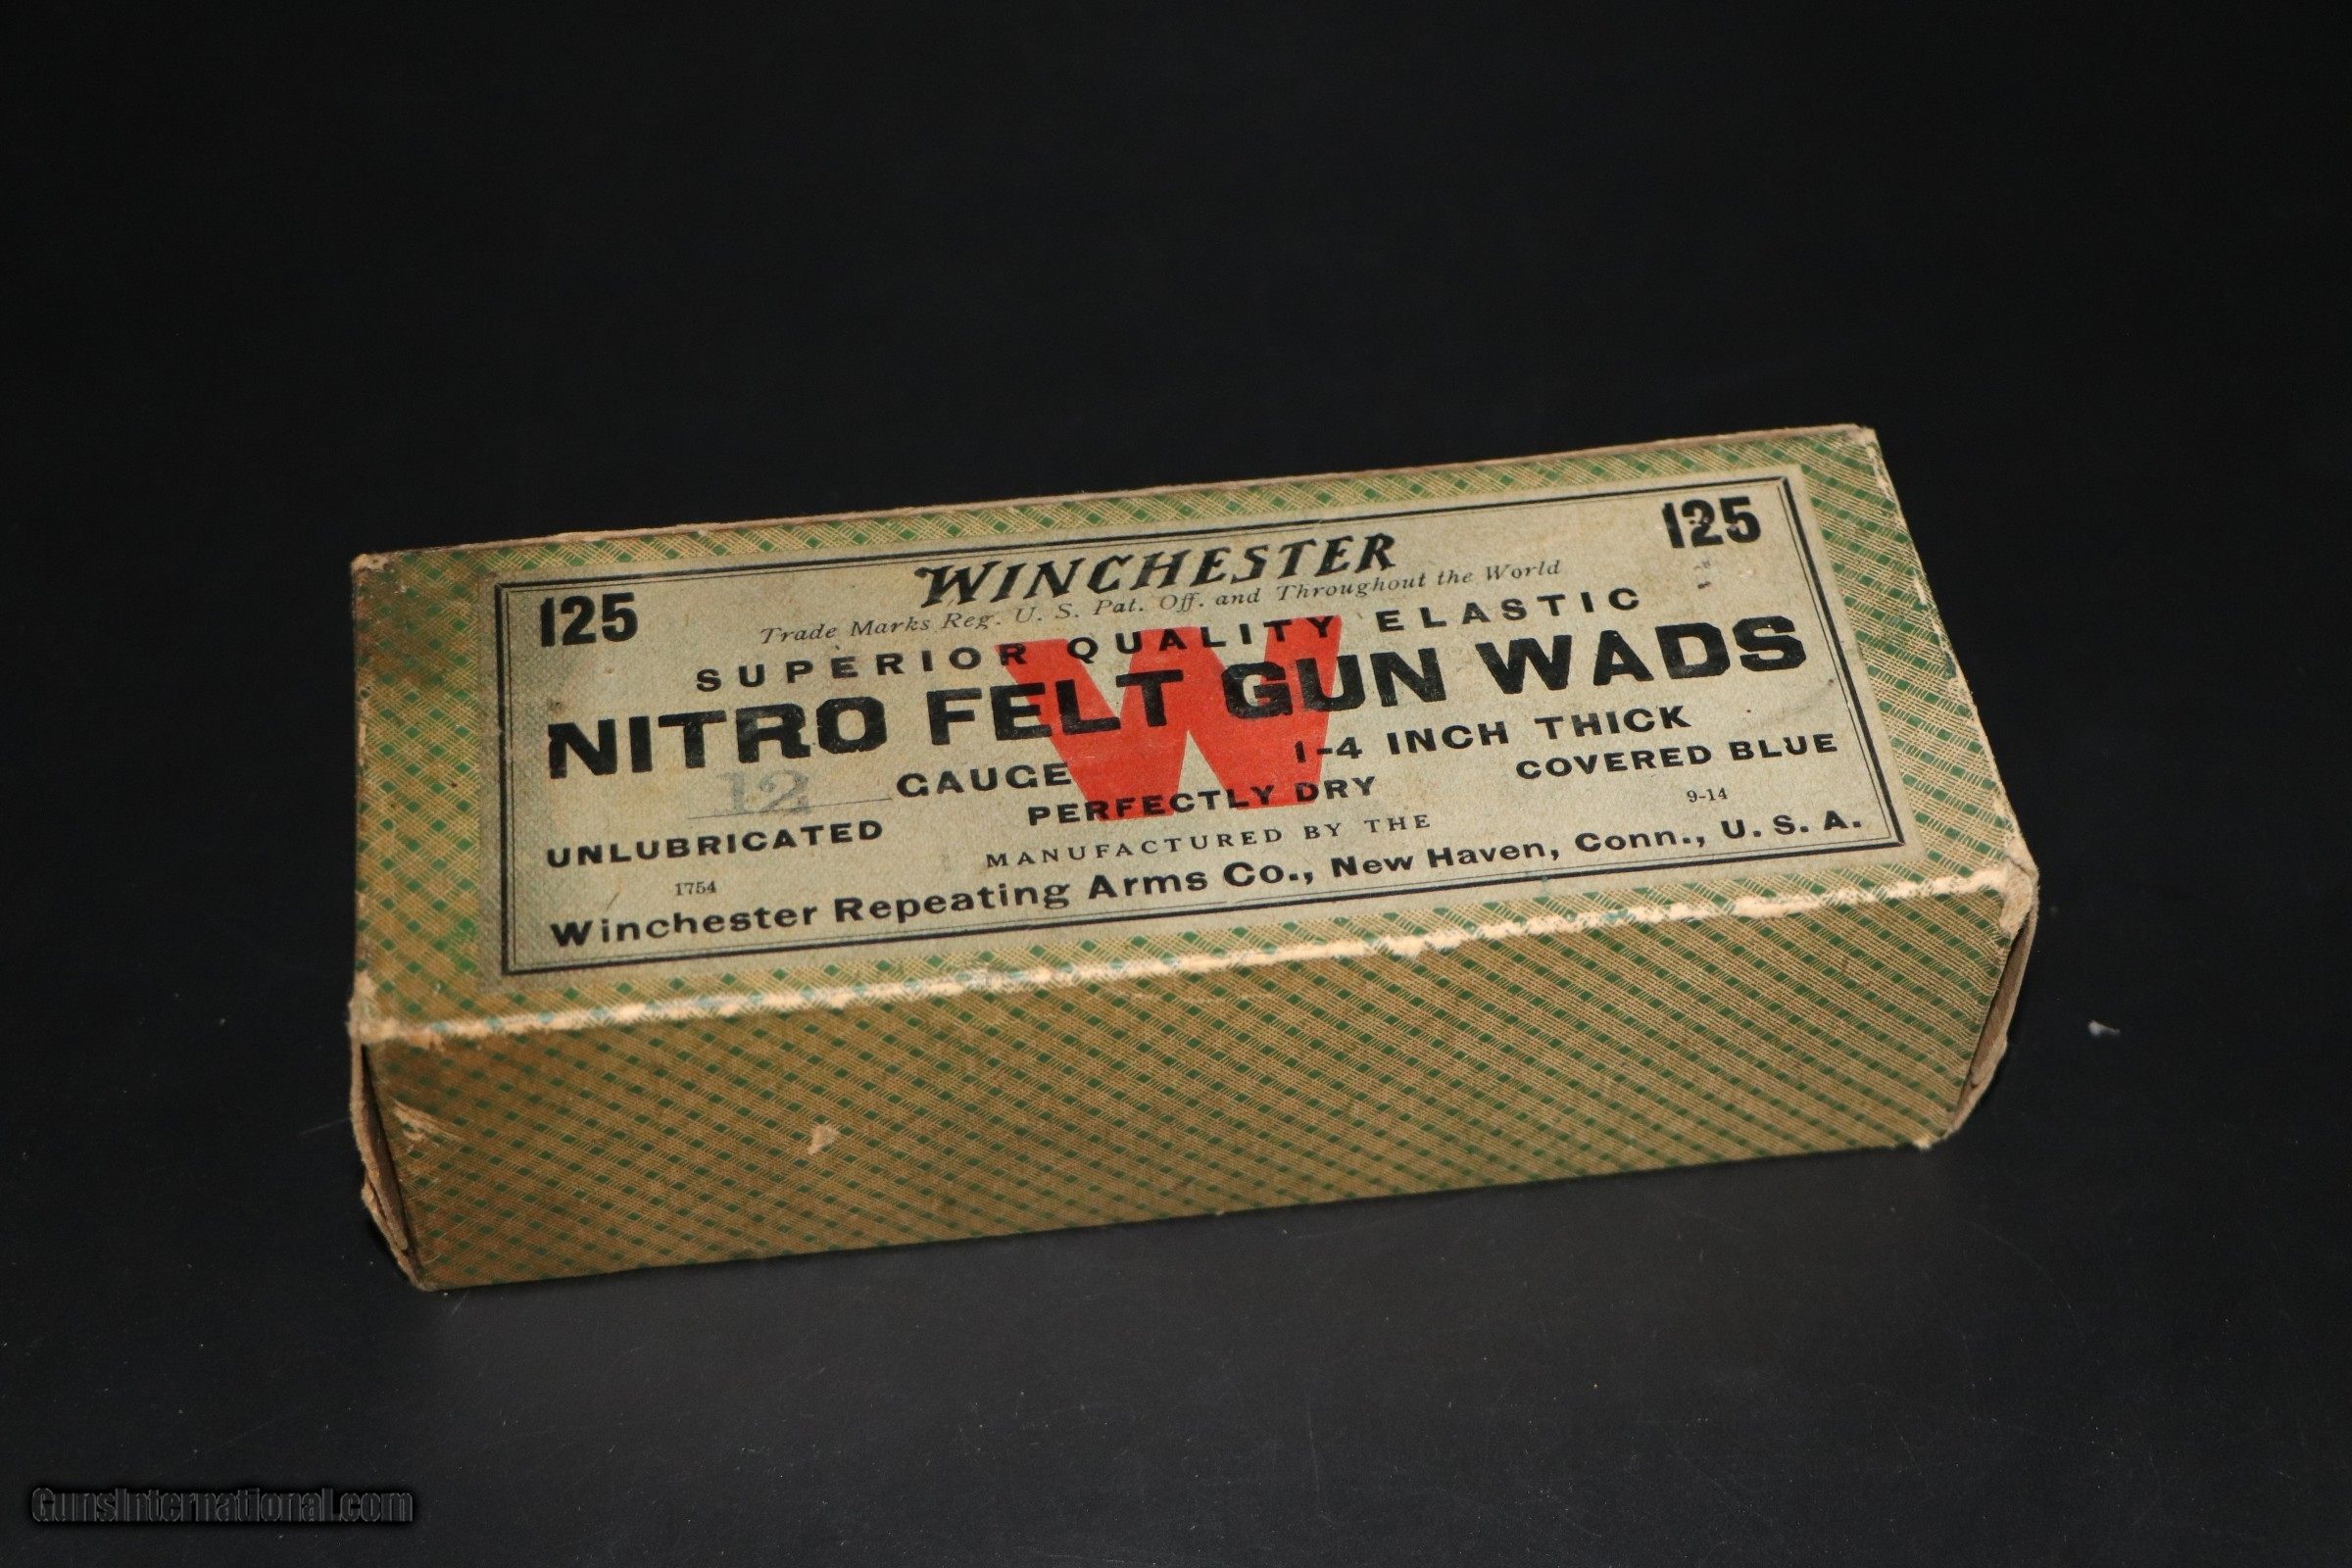 125 WINCHESTER 125
Trade Marks Reg. U. S. Pat. Off. and Throughout the World
W
SUPERIOR QUALITY ELASTIC
NITRO FELT GUN WADS
12 GAUGE 1-4 INCH THICK
UNLUBRICATED PERFECTLY DRY COVERED BLUE
1754 MANUFACTURED BY THE 9-14
Winchester Repeating Arms Co., New Haven, Conn., U. S. A.
GunsInternational.com